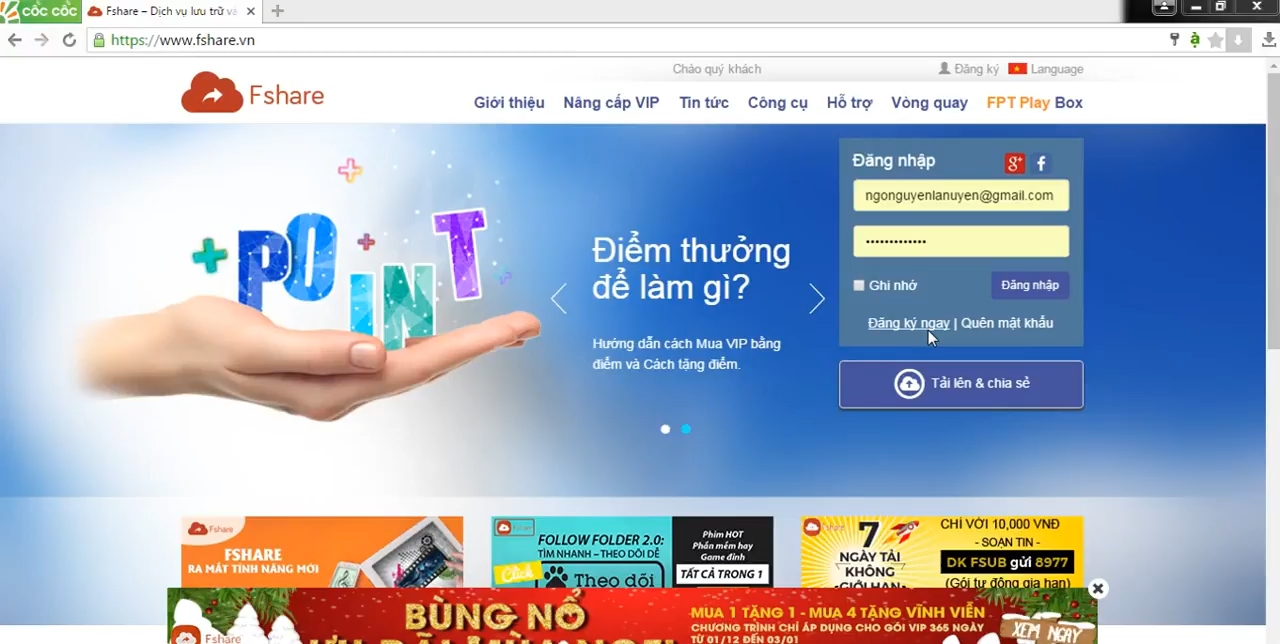 CỐC CỐC
Fshare – Dịch vụ lưu trữ và
https://www.fshare.vn
Chào quý khách
Đăng ký
Language
Fshare
Giới thiệu Nâng cấp VIP Tin tức Công cụ Hỗ trợ Vòng quay FPT Play Box
POINT
Điểm thưởng
để làm gì?
Hướng dẫn cách Mua VIP bằng
điểm và Cách tặng điểm.
Đăng nhập
ngonguyenlanuyen@gmail.com
•••••••••••••
Ghi nhớ
Đăng nhập
Đăng ký ngay | Quên mật khẩu
Tải lên & chia sẻ
Fshare
FSHARE
RA MẮT TÍNH NĂNG MỚI
FOLLOW FOLDER 2.0:
TÌM NHANH – THEO DÕI DỄ
Click
Theo dõi
Phim HOT
Phần mềm hay
Game đỉnh
TẤT CẢ TRONG 1
7
NGÀY TẢI
KHÔNG
GIỚI HẠN
CHỈ VỚI 10,000 VNĐ
- SOẠN TIN -
DK FSUB gửi 8977
(Gói tự động gia hạn)
Fshare
BÙNG NỔ
MUA 1 TẶNG 1 - MUA 4 TẶNG VĨNH VIỄN
CHƯƠNG TRÌNH CHỈ ÁP DỤNG CHO GÓI VIP 365 NGÀY
TỪ 01/12 ĐẾN 03/01
XEM NGAY